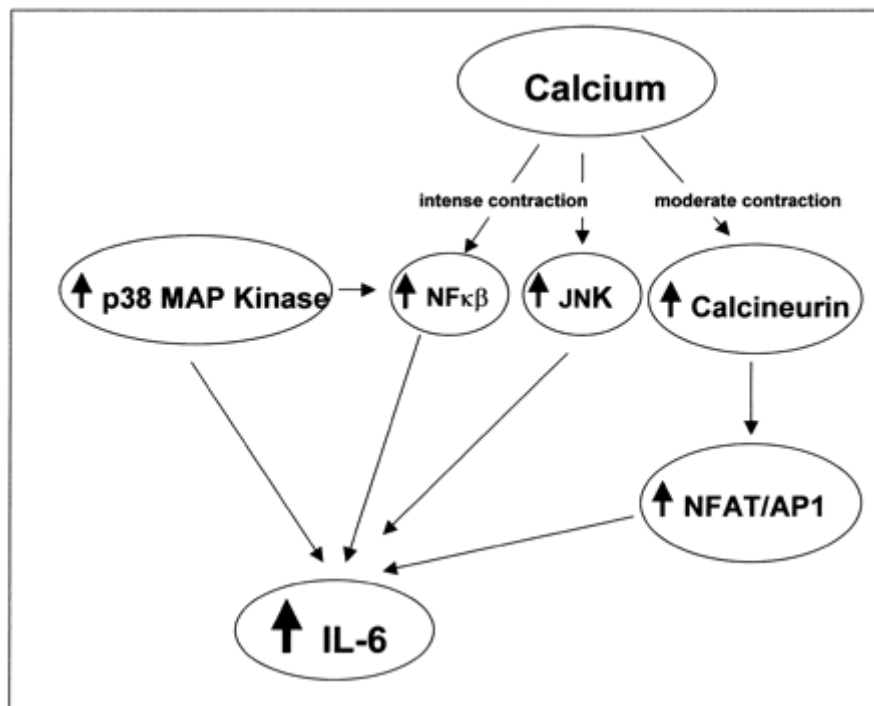 Calcium
intense contraction
moderate contraction
p38 MAP Kinase
NFκβ
JNK
Calcineurin
NFAT/AP1
IL-6